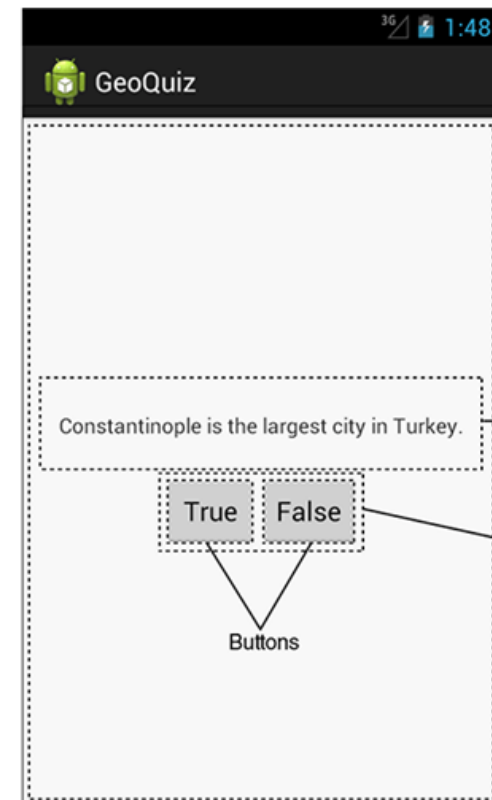 3G 1:48
GeoQuiz
Constantinople is the largest city in Turkey.
True False
Buttons